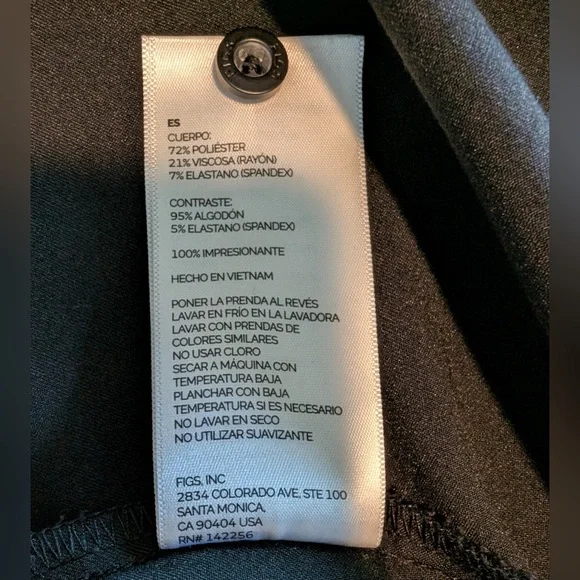 FIGS
ES
CUERPO:
72% POLIÉSTER
21% VISCOSA (RAYÓN)
7% ELASTANO (SPANDEX)
CONTRASTE:
95% ALGODÓN
5% ELASTANO (SPANDEX)
100% IMPRESIONANTE
HECHO EN VIETNAM
PONER LA PRENDA AL REVÉS
LAVAR EN FRÍO EN LA LAVADORA
LAVAR CON PRENDAS DE
COLORES SIMILARES
NO USAR CLORO
SECAR A MÁQUINA CON
TEMPERATURA BAJA
PLANCHAR CON BAJA
TEMPERATURA SI ES NECESARIO
NO LAVAR EN SECO
NO UTILIZAR SUAVIZANTE
FIGS, INC
2834 COLORADO AVE, STE 100
SANTA MONICA,
CA 90404 USA
RN# 142256